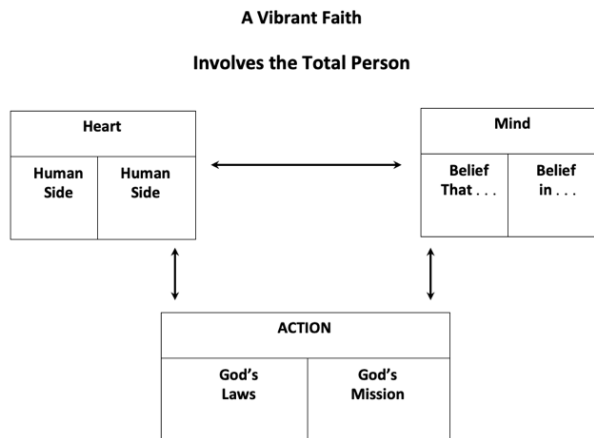 A Vibrant Faith
Involves the Total Person
Heart
Human Side
Human Side
Mind
Belief That . . .
Belief in . . .
ACTION
God's Laws
God's Mission